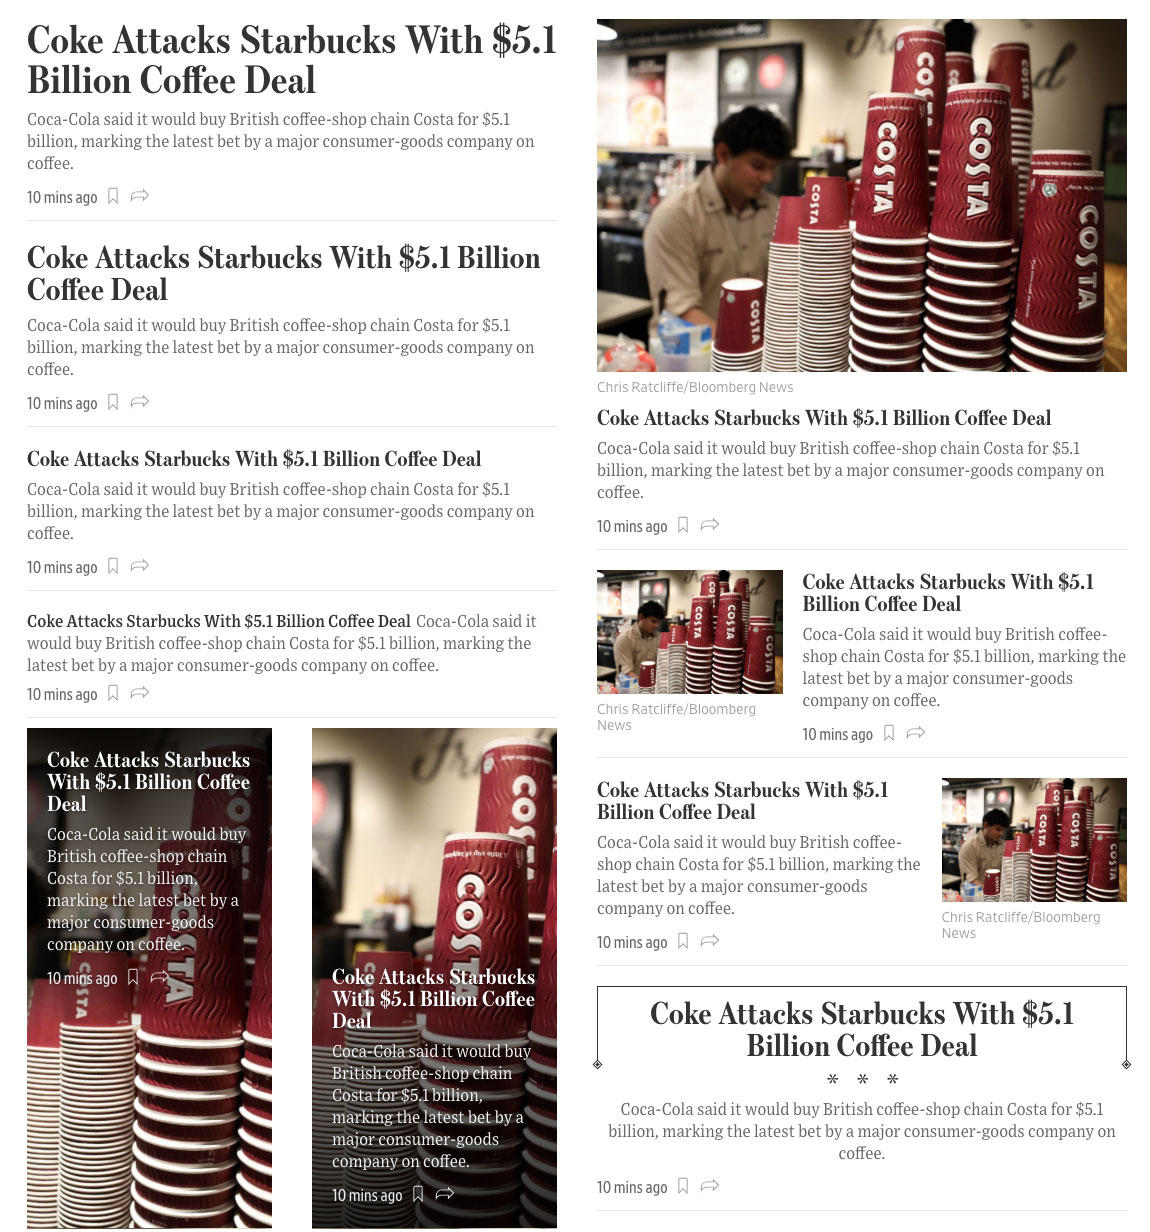 Coke Attacks Starbucks With $5.1
Billion Coffee Deal
Coca-Cola said it would buy British coffee-shop chain Costa for $5.1
billion, marking the latest bet by a major consumer-goods company on
coffee.
10 mins ago
Coke Attacks Starbucks With $5.1 Billion
Coffee Deal
Coca-Cola said it would buy British coffee-shop chain Costa for $5.1
billion, marking the latest bet by a major consumer-goods company on
coffee.
10 mins ago
Coke Attacks Starbucks With $5.1 Billion Coffee Deal
Coca-Cola said it would buy British coffee-shop chain Costa for $5.1
billion, marking the latest bet by a major consumer-goods company on
coffee.
10 mins ago
Coke Attacks Starbucks With $5.1 Billion Coffee Deal Coca-Cola said it
would buy British coffee-shop chain Costa for $5.1 billion, marking the
latest bet by a major consumer-goods company on coffee.
10 mins ago
Coke Attacks Starbucks
With $5.1 Billion Coffee
Deal
Coca-Cola said it would buy
British coffee-shop chain
Costa for $5.1 billion,
marking the latest bet by a
major consumer-goods
company on coffee.
10 mins ago
COSTA
COSTA
Coke Attacks Starbucks
With $5.1 Billion Coffee
Deal
Coca-Cola said it would buy
British coffee-shop chain
Costa for $5.1 billion,
marking the latest bet by a
major consumer-goods
company on coffee.
10 mins ago
COSTA
COSTA
COSTA
COSTA
COSTA
COSTA
Chris Ratcliffe/Bloomberg News
Coke Attacks Starbucks With $5.1 Billion Coffee Deal
Coca-Cola said it would buy British coffee-shop chain Costa for $5.1
billion, marking the latest bet by a major consumer-goods company on
coffee.
10 mins ago
COSTA
COSTA
COSTA
Chris Ratcliffe/Bloomberg
News
Coke Attacks Starbucks With $5.1
Billion Coffee Deal
Coca-Cola said it would buy British coffee-
shop chain Costa for $5.1 billion, marking the
latest bet by a major consumer-goods
company on coffee.
10 mins ago
Coke Attacks Starbucks With $5.1
Billion Coffee Deal
Coca-Cola said it would buy British coffee-
shop chain Costa for $5.1 billion, marking the
latest bet by a major consumer-goods
company on coffee.
10 mins ago
COSTA
COSTA
COSTA
Chris Ratcliffe/Bloomberg
News
Coke Attacks Starbucks With $5.1
Billion Coffee Deal
* * *
Coca-Cola said it would buy British coffee-shop chain Costa for $5.1
billion, marking the latest bet by a major consumer-goods company on
coffee.
10 mins ago